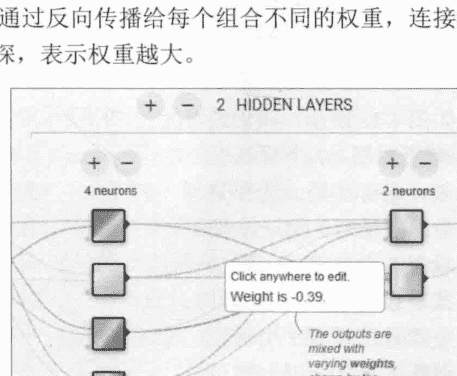 通过反向传播给每个组合不同的权重，连接
深，表示权重越大。
+ − 2 HIDDEN LAYERS
+ − + −
4 neurons 2 neurons
Click anywhere to edit.
Weight is -0.39.
The outputs are
mixed with
varying weights